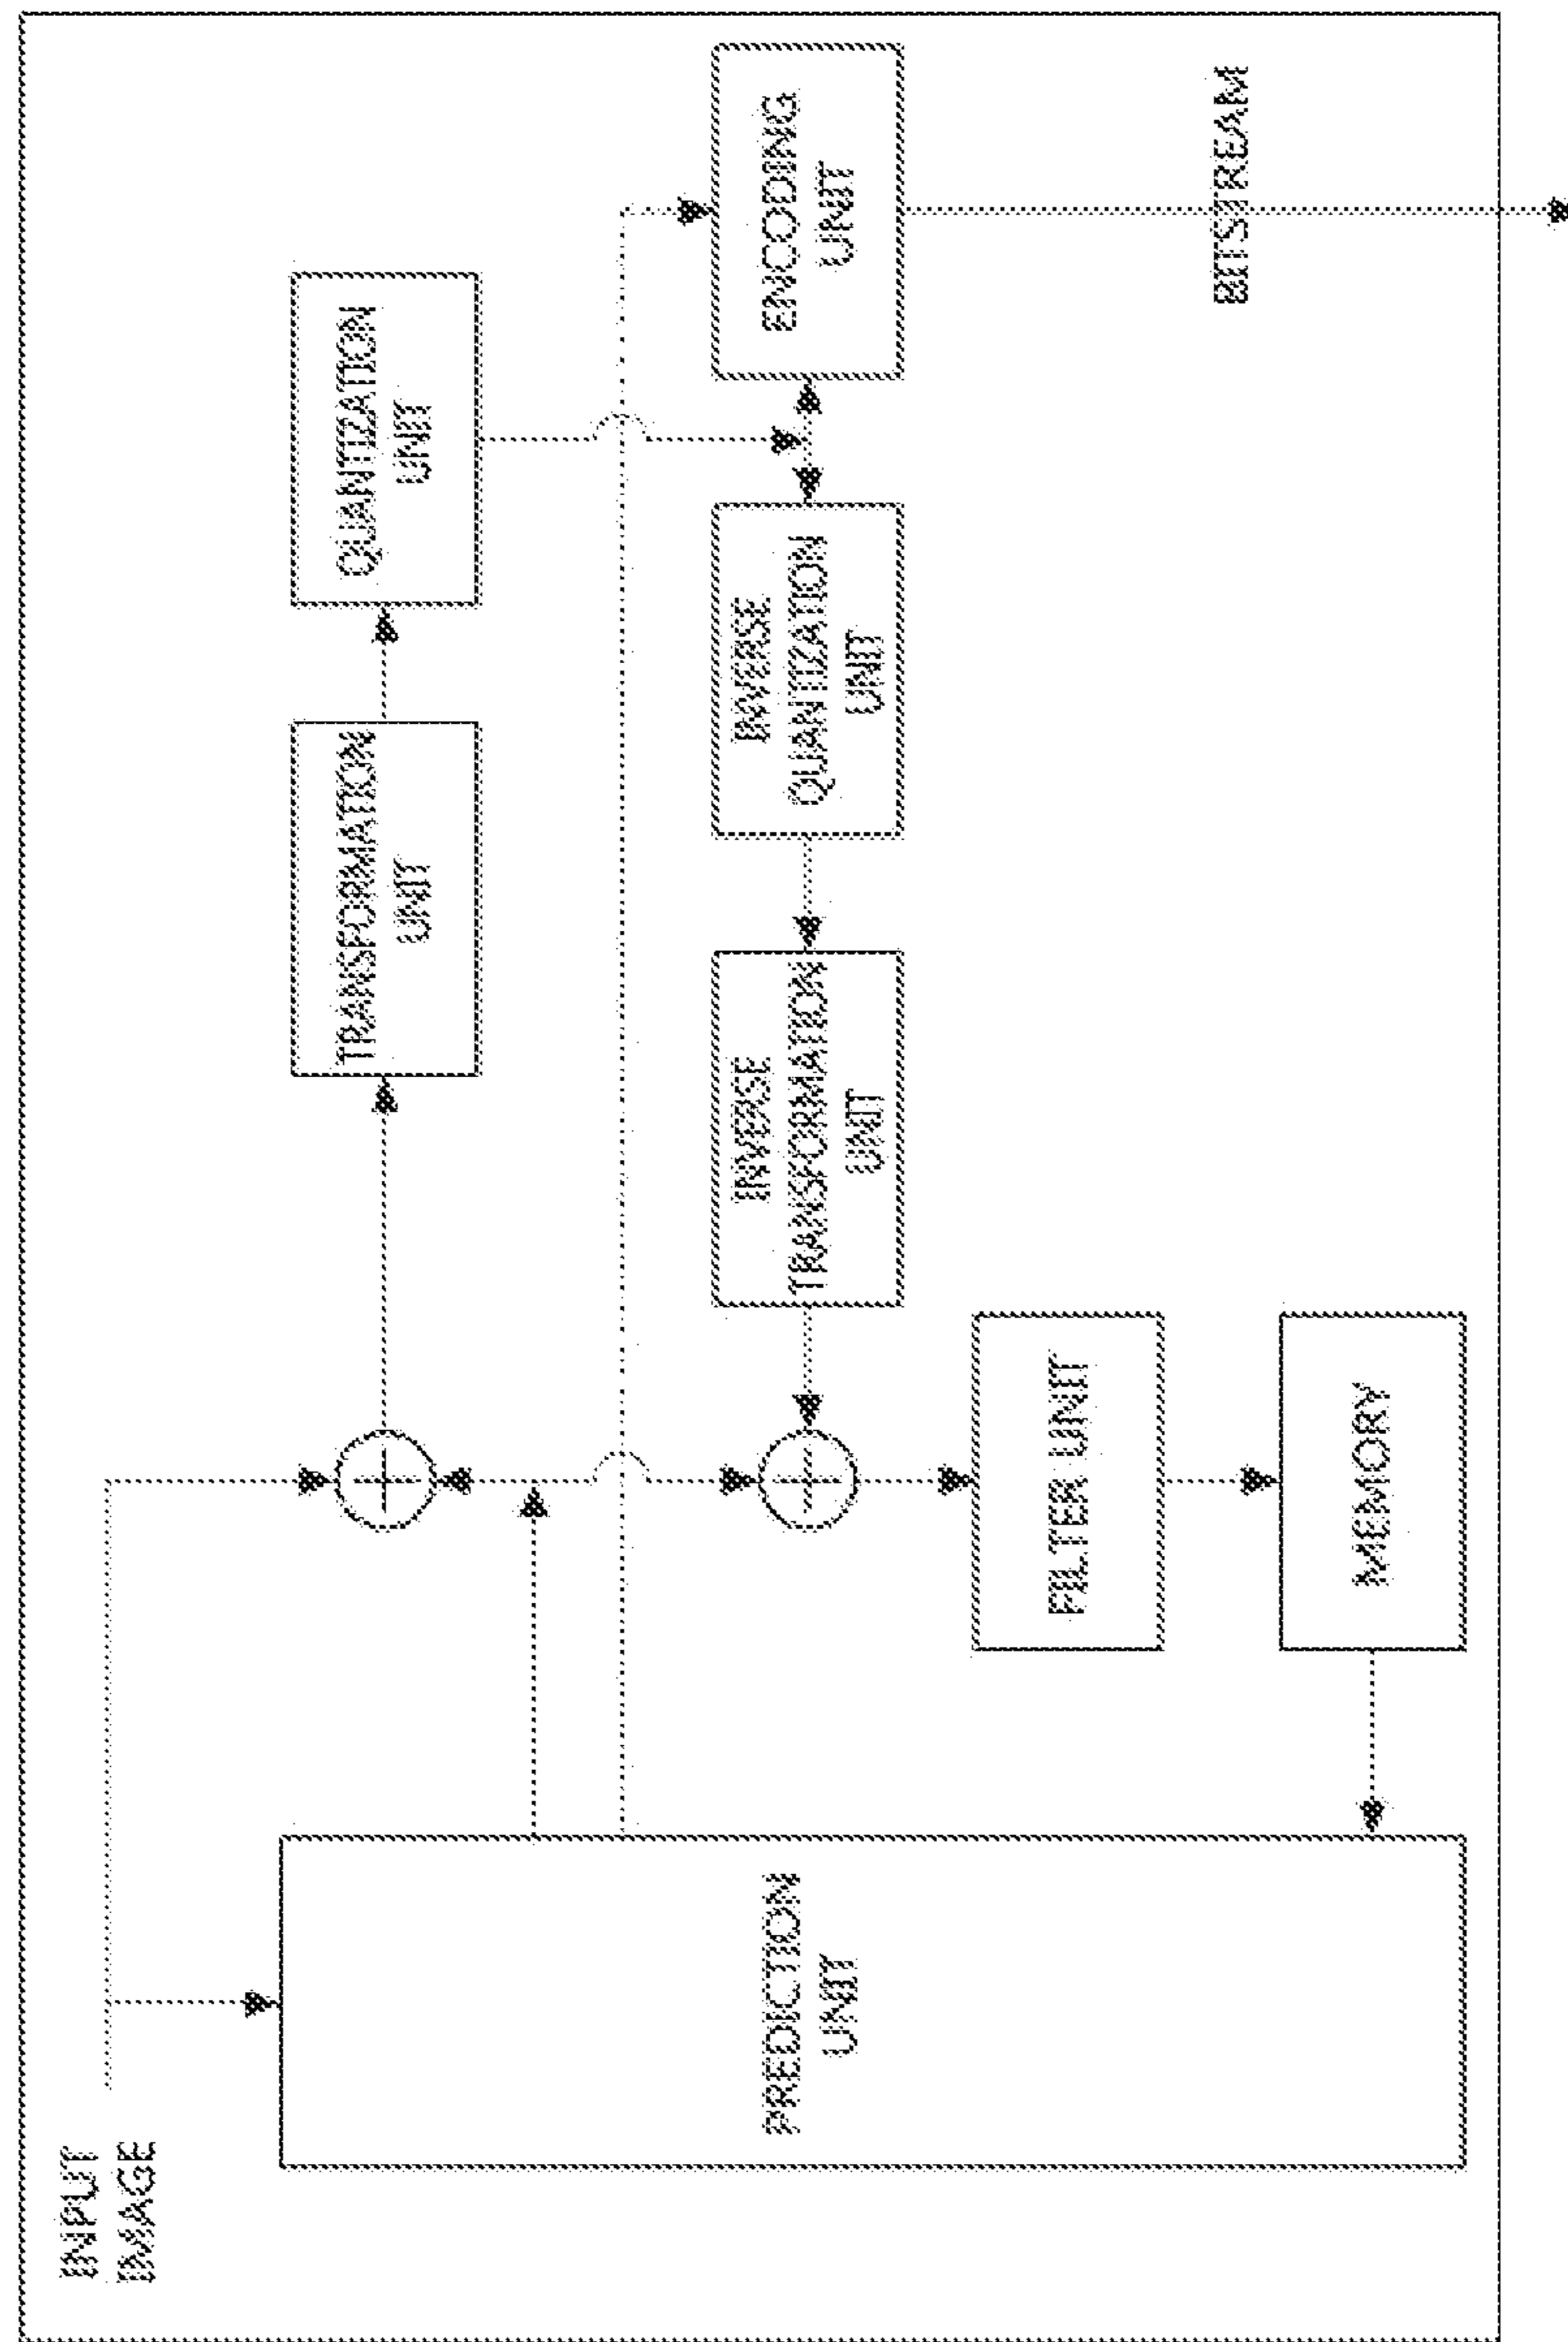 INPUT
IMAGE
TRANSFORMATION
UNIT
QUANTIZATION
UNIT
PREDICTION
UNIT
INVERSE
TRANSFORMATION
UNIT
INVERSE
QUANTIZATION
UNIT
ENCODING
UNIT
FILTER UNIT
MEMORY
BITSTREAM